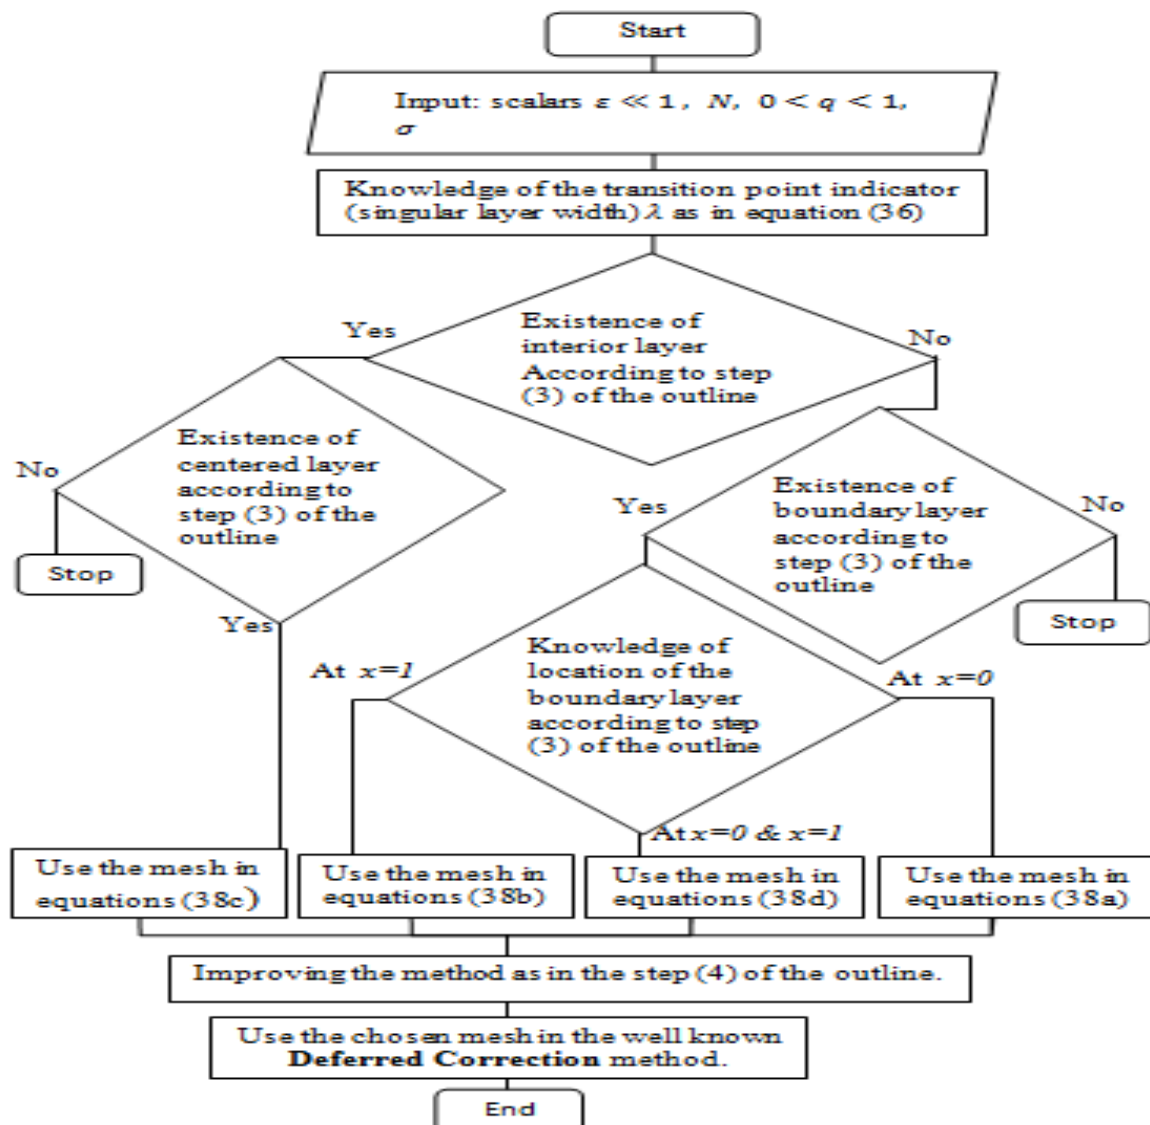 Start
Input: scalars ε ≪ 1 , N, 0 < q < 1,
σ
Knowledge of the transition point indicator
(singular layer width) λ as in equation (36)
Yes
Existence of
interior layer
According to step
(3) of the outline
No
No
Existence of
centered layer
according to
step (3) of the
outline
Stop
Yes
Yes
Existence of
boundary layer
according to
step (3) of the
outline
No
Stop
At x=1
Knowledge of
location of the
boundary layer
according to step
(3) of the outline
At x=0
At x=0 & x=1
Use the mesh in
equations (38c)
Use the mesh in
equations (38b)
Use the mesh in
equations (38d)
Use the mesh in
equations (38a)
Improving the method as in the step (4) of the outline.
Use the chosen mesh in the well known
Deferred Correction method.
End